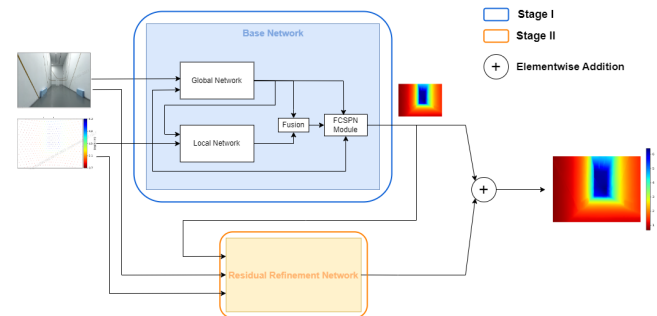 Stage I
Stage II
Elementwise Addition
Base Network
Global Network
Local Network
Fusion
FCSPN
Module
Residual Refinement Network